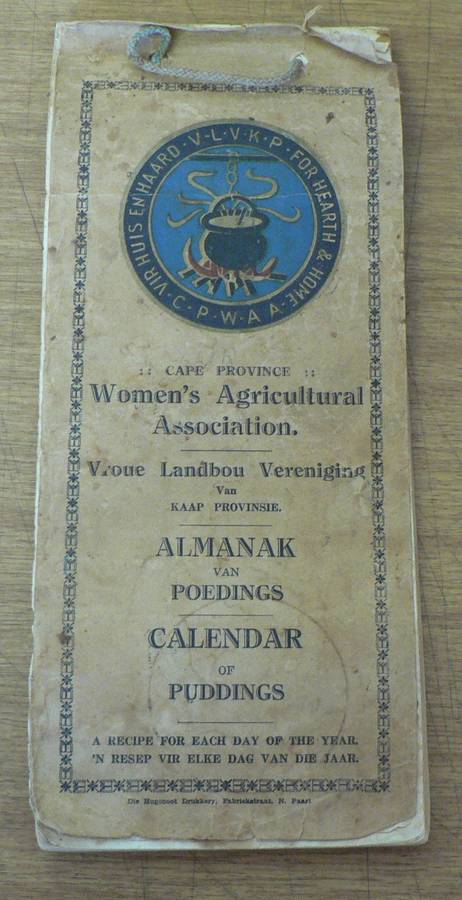 V·L·V·K·P· FOR HEARTH & HOME
·C·P·W·A·A·
VIR HUIS EN HAARD·
:: CAPE PROVINCE ::
Women's Agricultural
Association.
Vroue Landbou Vereniging
Van
KAAP PROVINSIE.
ALMANAK
VAN
POEDINGS
CALENDAR
OF
PUDDINGS
A RECIPE FOR EACH DAY OF THE YEAR.
'N RESEP VIR ELKE DAG VAN DIE JAAR.
Die Hugenoot Drukkery, Fabriekstraat, N. Paarl